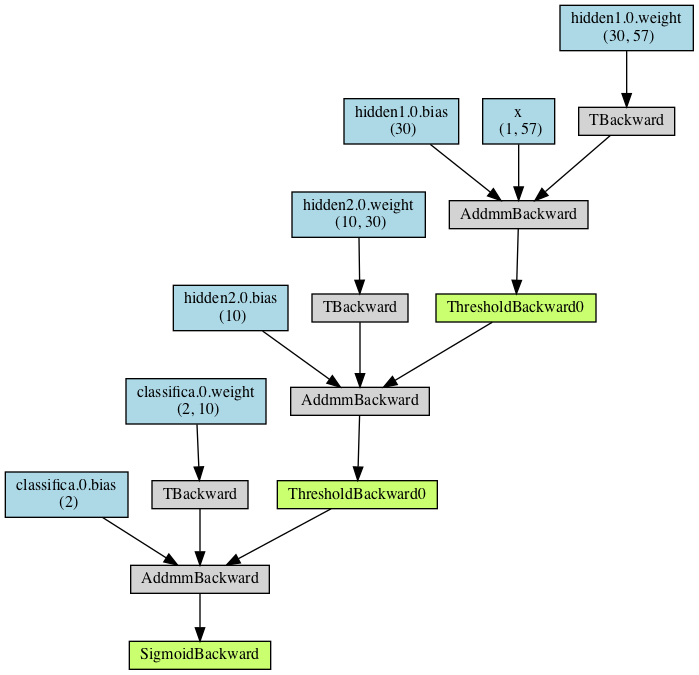 hidden1.0.weight
(30, 57)
hidden1.0.bias
(30)
x
(1, 57)
TBackward
hidden2.0.weight
(10, 30)
AddmmBackward
hidden2.0.bias
(10)
TBackward
ThresholdBackward0
classifica.0.weight
(2, 10)
AddmmBackward
classifica.0.bias
(2)
TBackward
ThresholdBackward0
AddmmBackward
SigmoidBackward